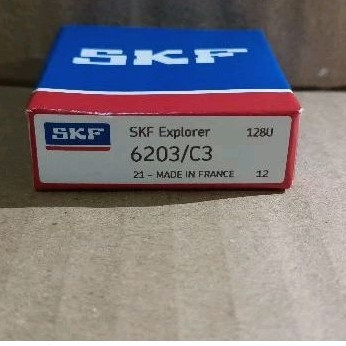 SKF
SKF SKF Explorer 128U
6203/C3
21 - MADE IN FRANCE 12